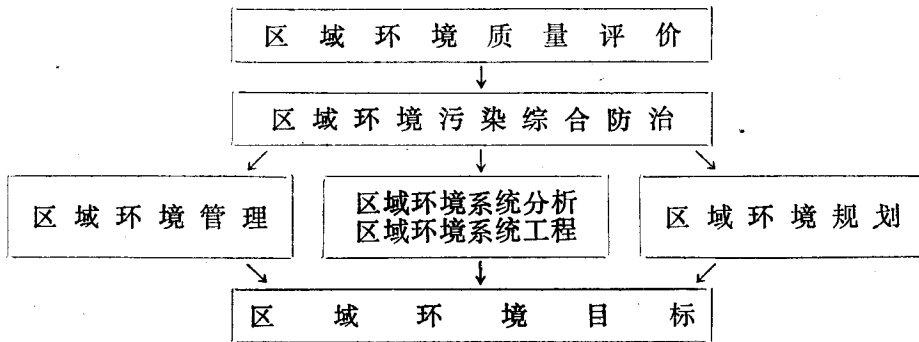 区域环境质量评价
区域环境污染综合防治
区域环境管理
区域环境系统分析
区域环境系统工程
区域环境规划
区域环境目标